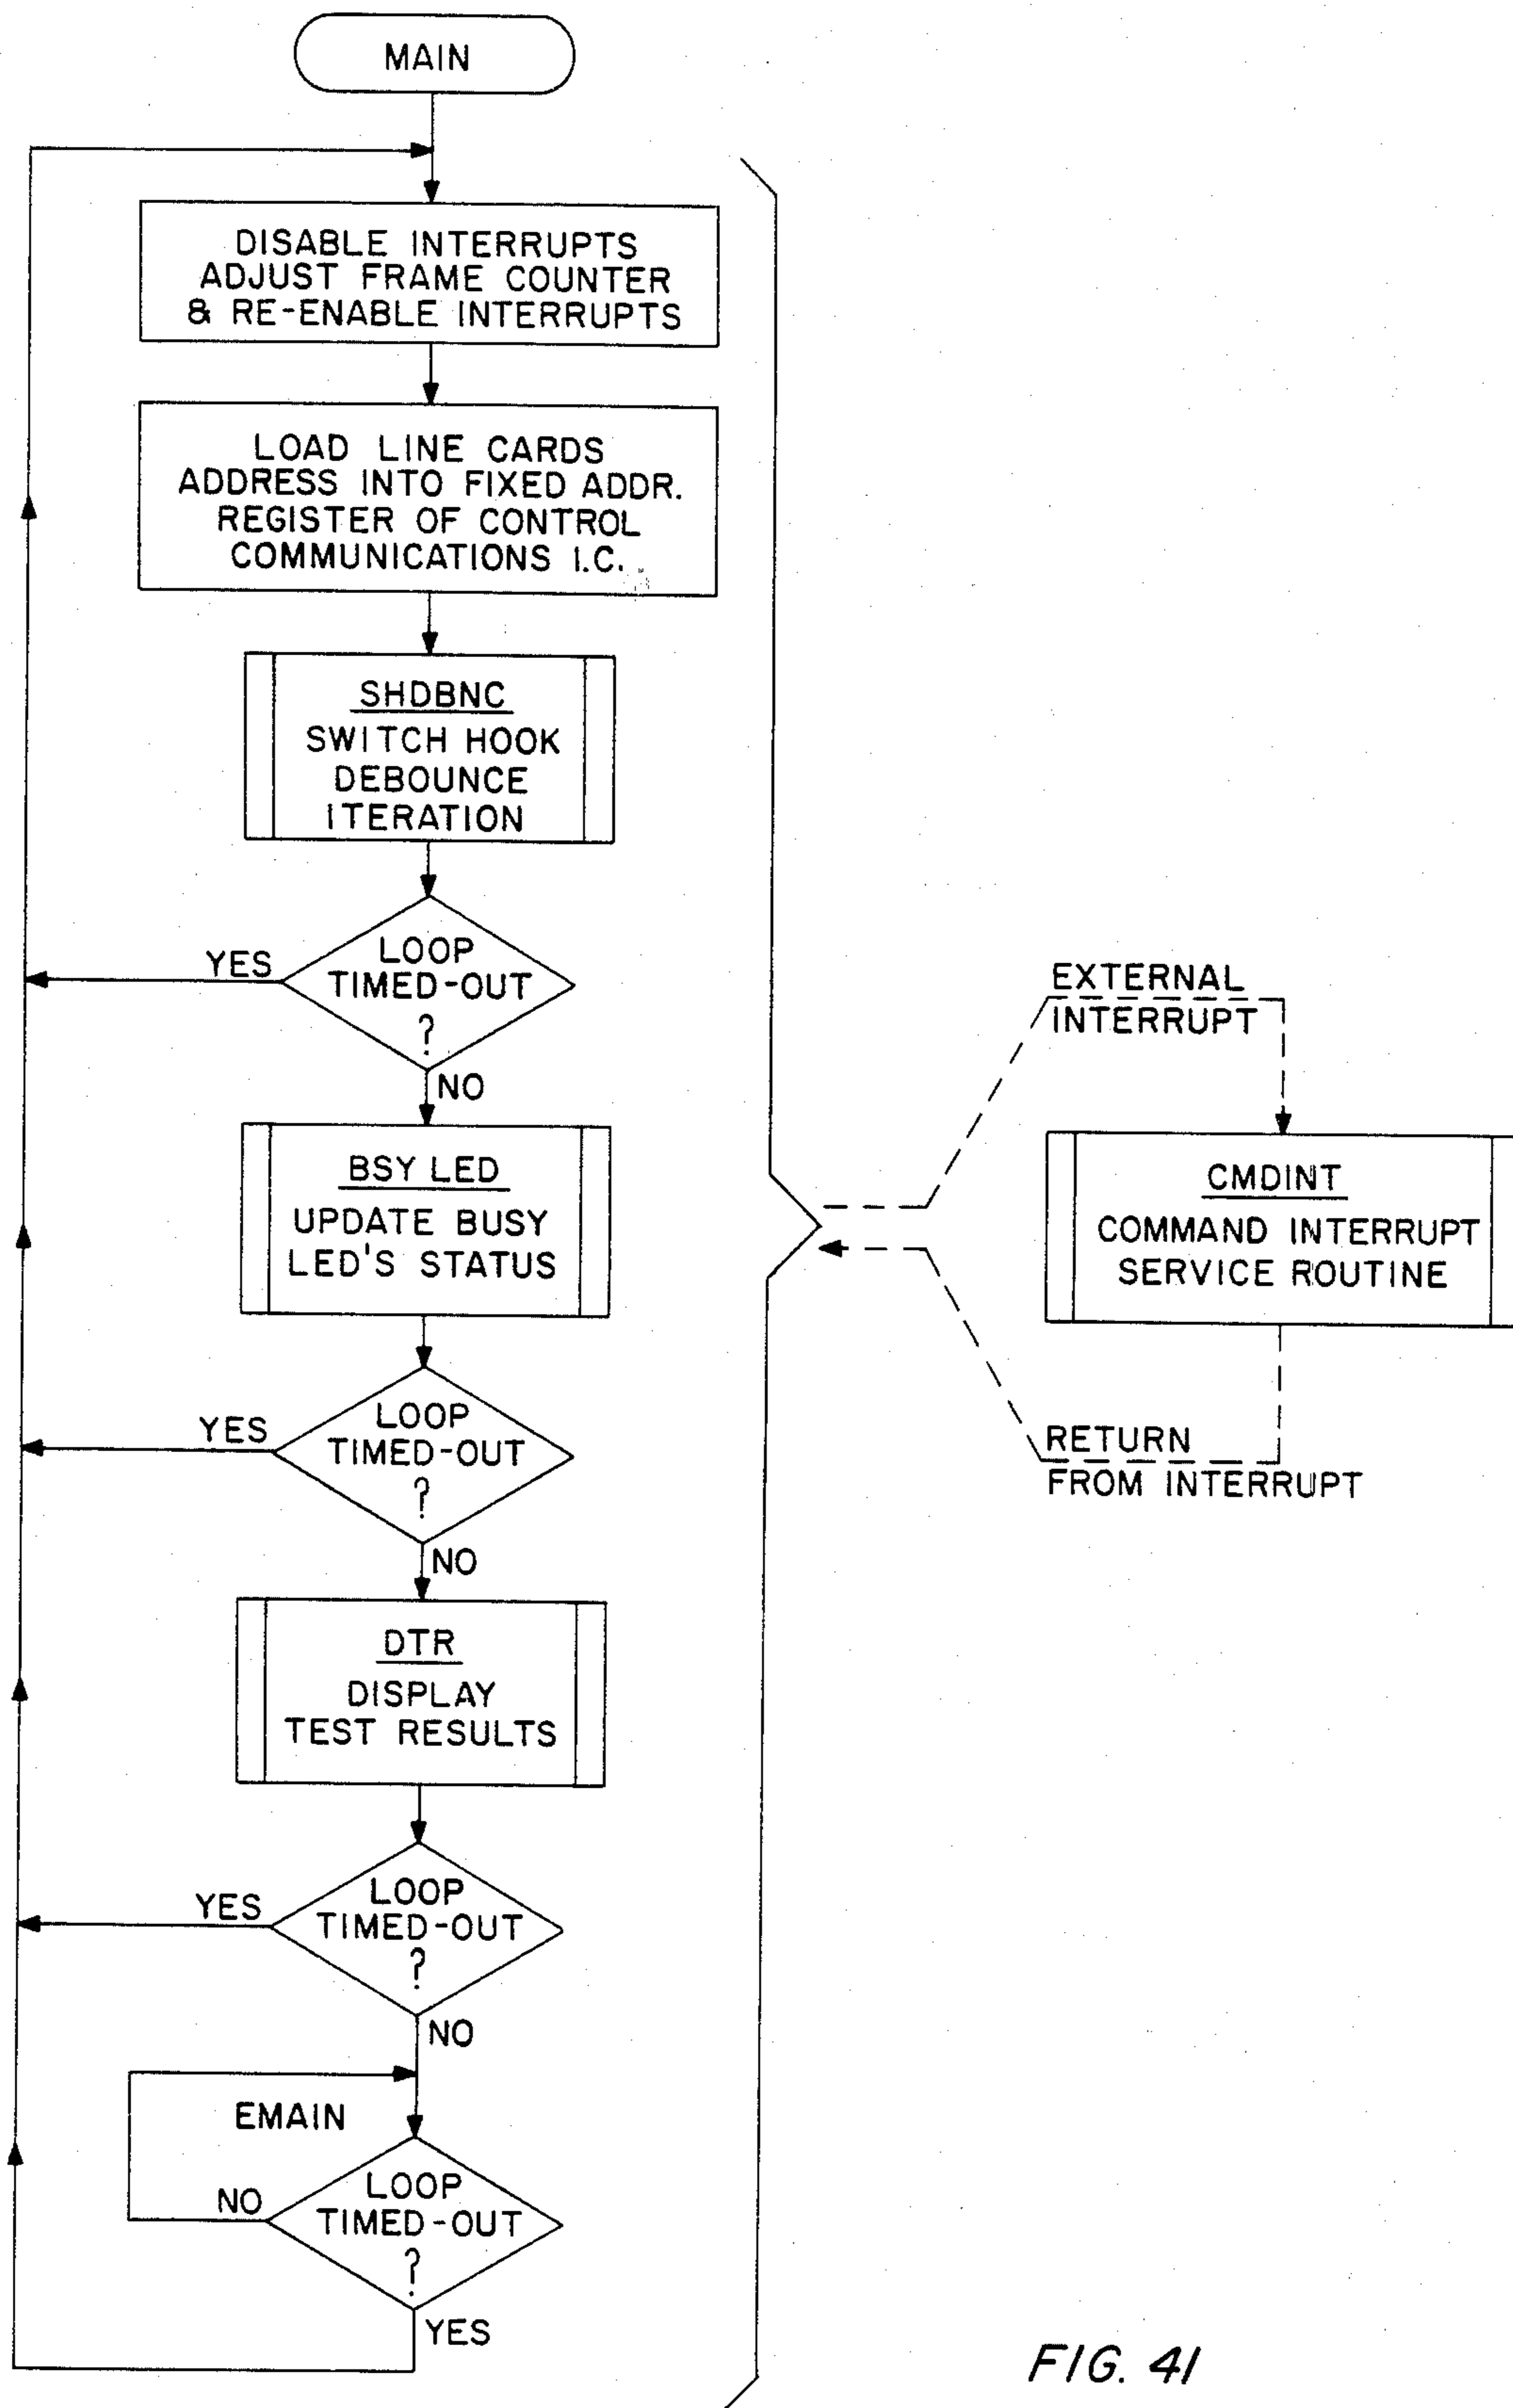 MAIN
DISABLE INTERRUPTS
ADJUST FRAME COUNTER
& RE-ENABLE INTERRUPTS
LOAD LINE CARDS
ADDRESS INTO FIXED ADDR.
REGISTER OF CONTROL
COMMUNICATIONS I.C.
SHDBNC
SWITCH HOOK
DEBOUNCE
ITERATION
LOOP
TIMED-OUT
?
YES
NO
BSY LED
UPDATE BUSY
LED'S STATUS
LOOP
TIMED-OUT
?
YES
NO
DTR
DISPLAY
TEST RESULTS
LOOP
TIMED-OUT
?
YES
NO
EMAIN
LOOP
TIMED-OUT
?
NO
YES
EXTERNAL
INTERRUPT
CMDINT
COMMAND INTERRUPT
SERVICE ROUTINE
RETURN
FROM INTERRUPT
FIG. 41